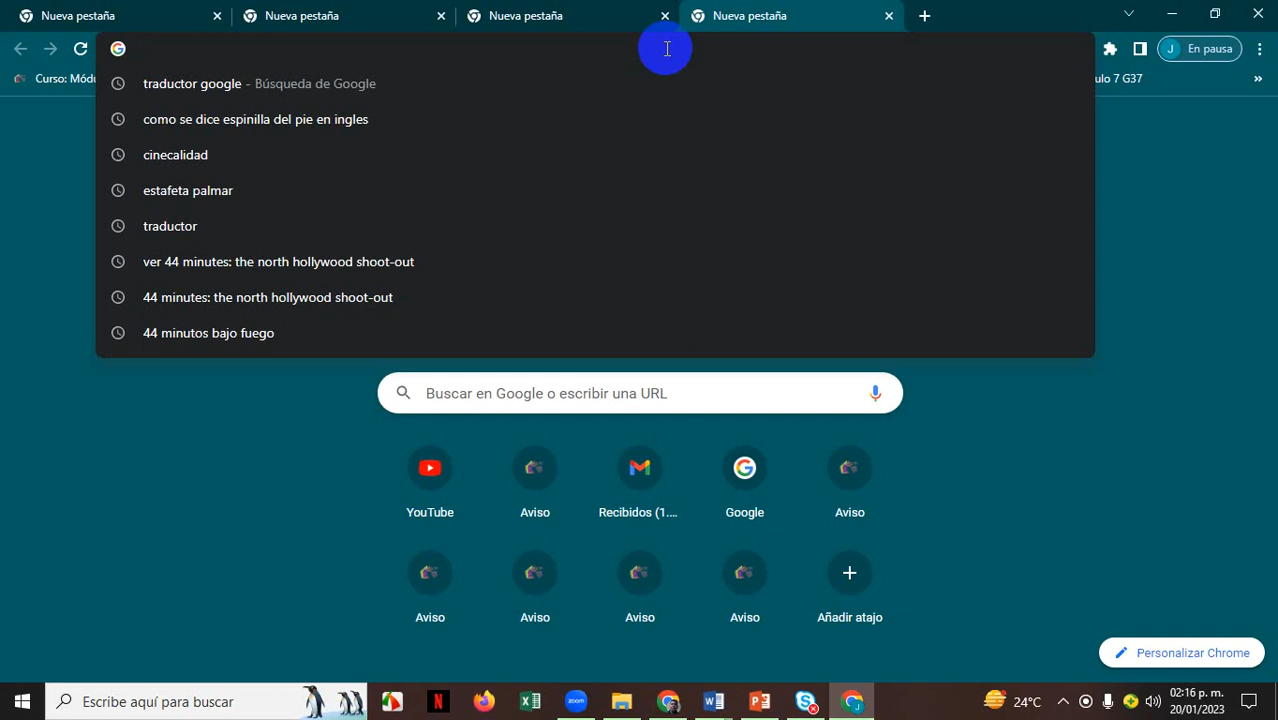 Nueva pestaña
Nueva pestaña
Nueva pestaña
Nueva pestaña
J En pausa
Curso: Módu
ulo 7 G37
traductor google - Búsqueda de Google
como se dice espinilla del pie en ingles
cinecalidad
estafeta palmar
traductor
ver 44 minutes: the north hollywood shoot-out
44 minutes: the north hollywood shoot-out
44 minutos bajo fuego
Buscar en Google o escribir una URL
YouTube
Aviso
Recibidos (1....
Google
Aviso
Aviso
Aviso
Aviso
Aviso
Añadir atajo
Personalizar Chrome
Escribe aquí para buscar
zoom
24°C
02:16 p. m.
20/01/2023